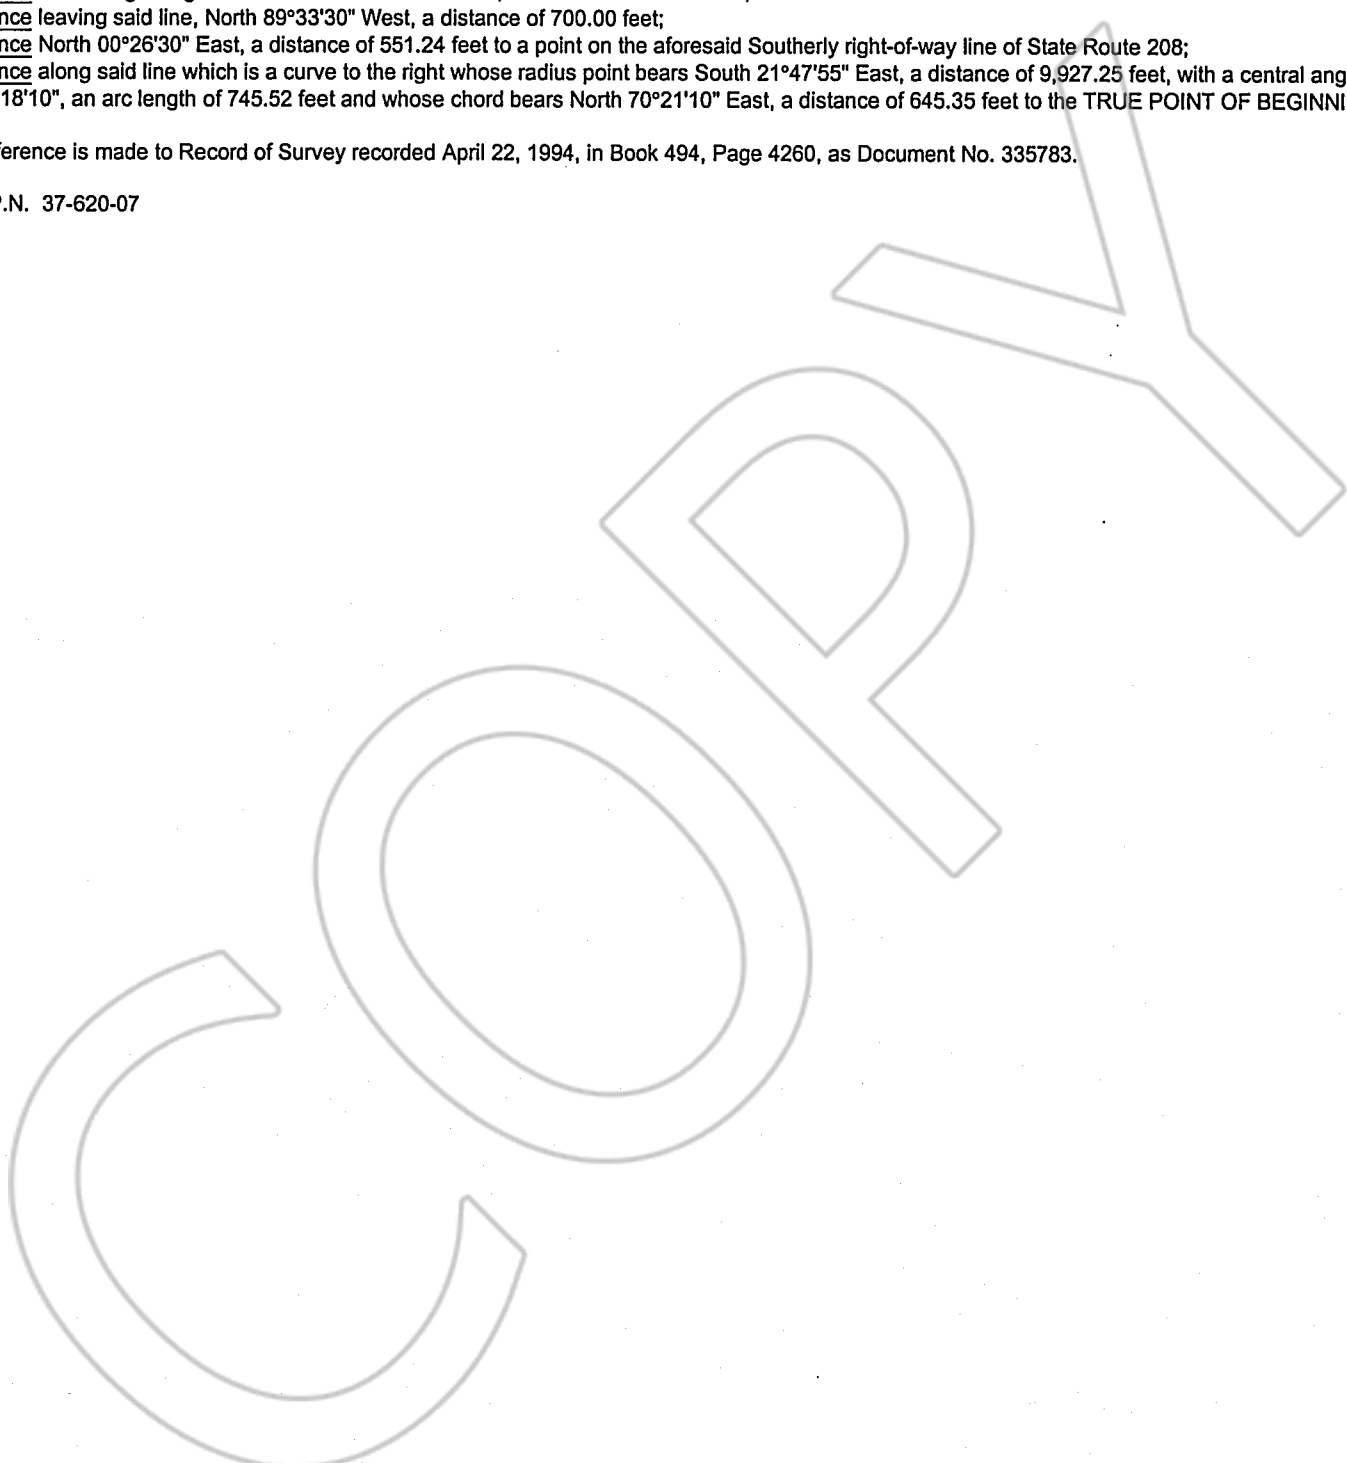 nce leaving said line, North 89°33'30" West, a distance of 700.00 feet;
nce North 00°26'30" East, a distance of 551.24 feet to a point on the aforesaid Southerly right-of-way line of State Route 208;
nce along said line which is a curve to the right whose radius point bears South 21°47'55" East, a distance of 9,927.25 feet, with a central ang
18'10", an arc length of 745.52 feet and whose chord bears North 70°21'10" East, a distance of 645.35 feet to the TRUE POINT OF BEGINNI
erence is made to Record of Survey recorded April 22, 1994, in Book 494, Page 4260, as Document No. 335783.
.N. 37-620-07
COPY